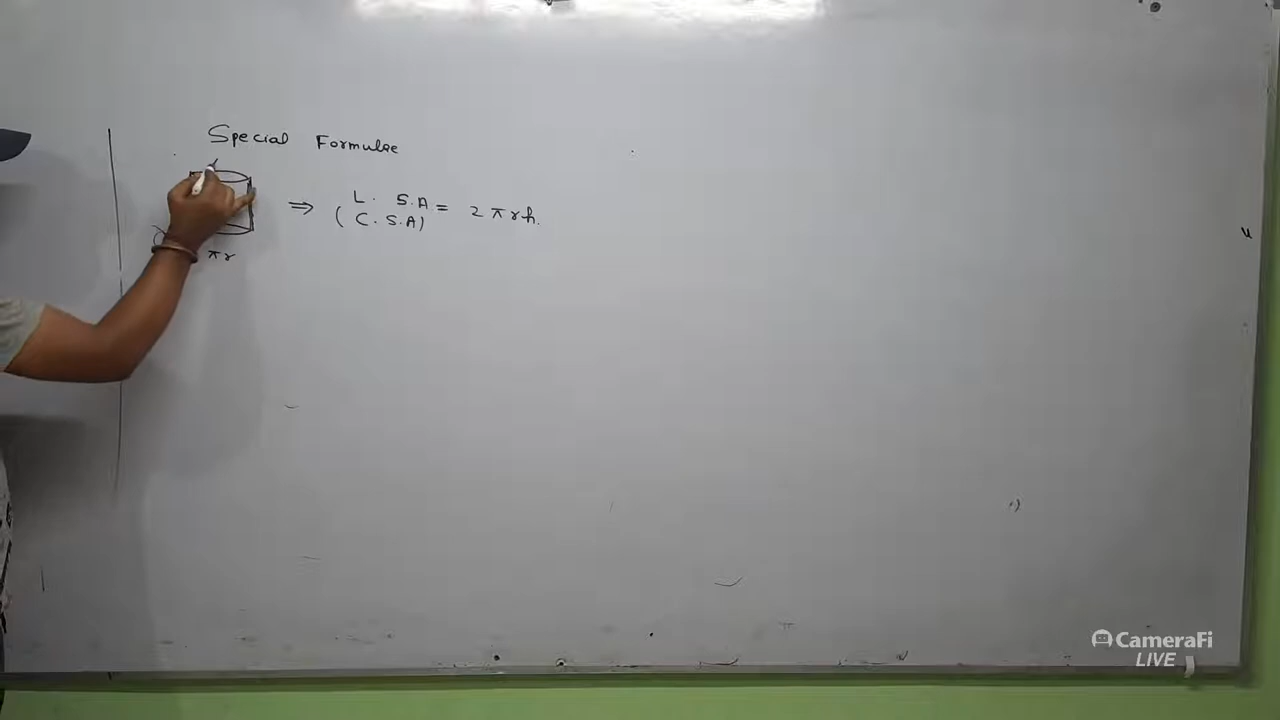 Special Formulae
⇒ L. S.A = 2πrh.
(C.S.A)
πr
CameraFi
LIVE